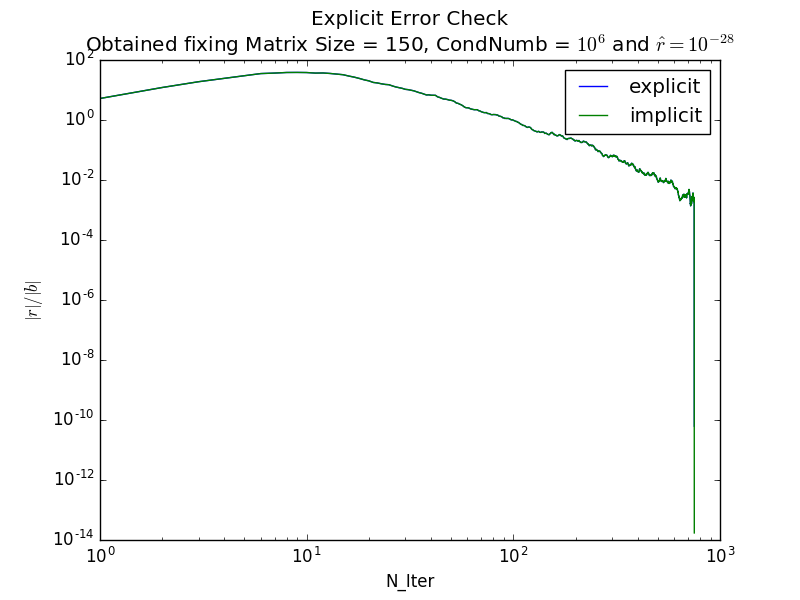 Explicit Error Check
Obtained fixing Matrix Size = 150, CondNumb = $10^6$ and $\hat{r} = 10^{-28}$
explicit
implicit
$10^2$
$10^0$
$10^{-2}$
$10^{-4}$
$10^{-6}$
$10^{-8}$
$10^{-10}$
$10^{-12}$
$10^{-14}$
$|r|/|b|$
$10^0$ $10^1$ $10^2$ $10^3$
N_Iter